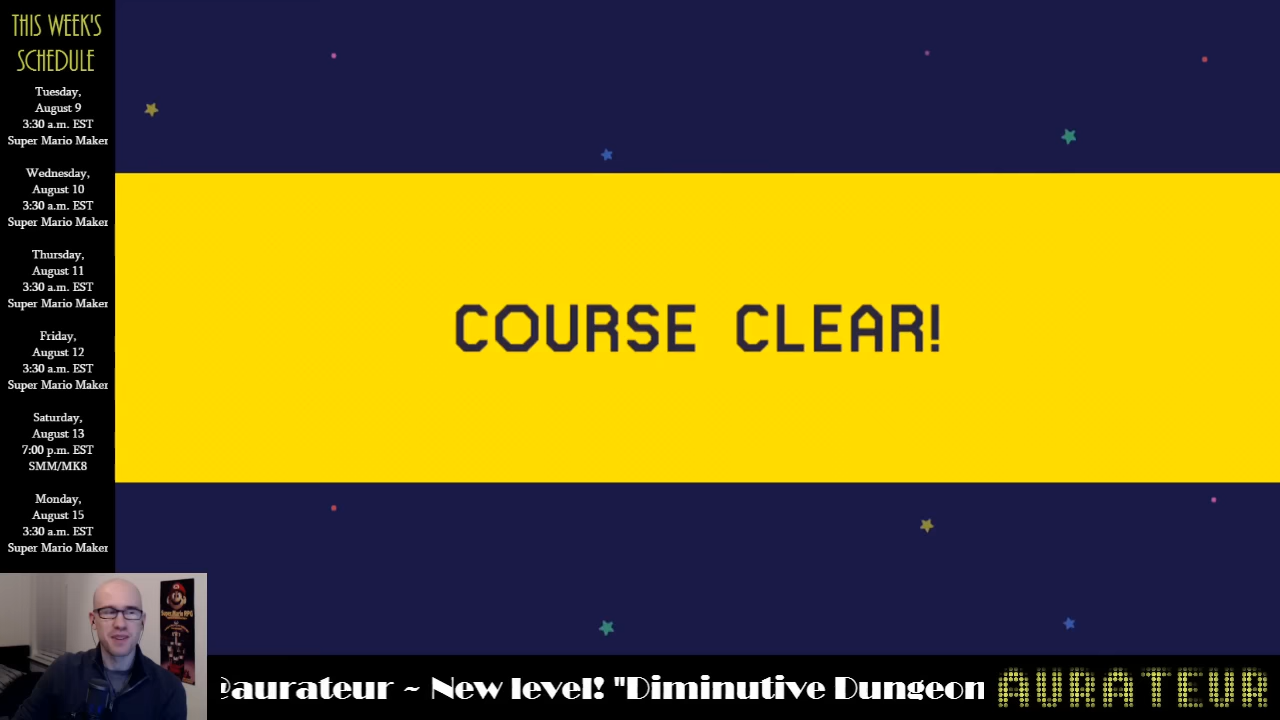 THIS WEEK'S
SCHEDULE
Tuesday,
August 9
3:30 a.m. EST
Super Mario Maker
Wednesday,
August 10
3:30 a.m. EST
Super Mario Maker
Thursday,
August 11
3:30 a.m. EST
Super Mario Maker
Friday,
August 12
3:30 a.m. EST
Super Mario Maker
Saturday,
August 13
7:00 p.m. EST
SMM/MK8
Monday,
August 15
3:30 a.m. EST
Super Mario Maker
COURSE CLEAR!
Super Mario RPG
@aurateur ~ New level! "Diminutive Dungeon
AURATEUR